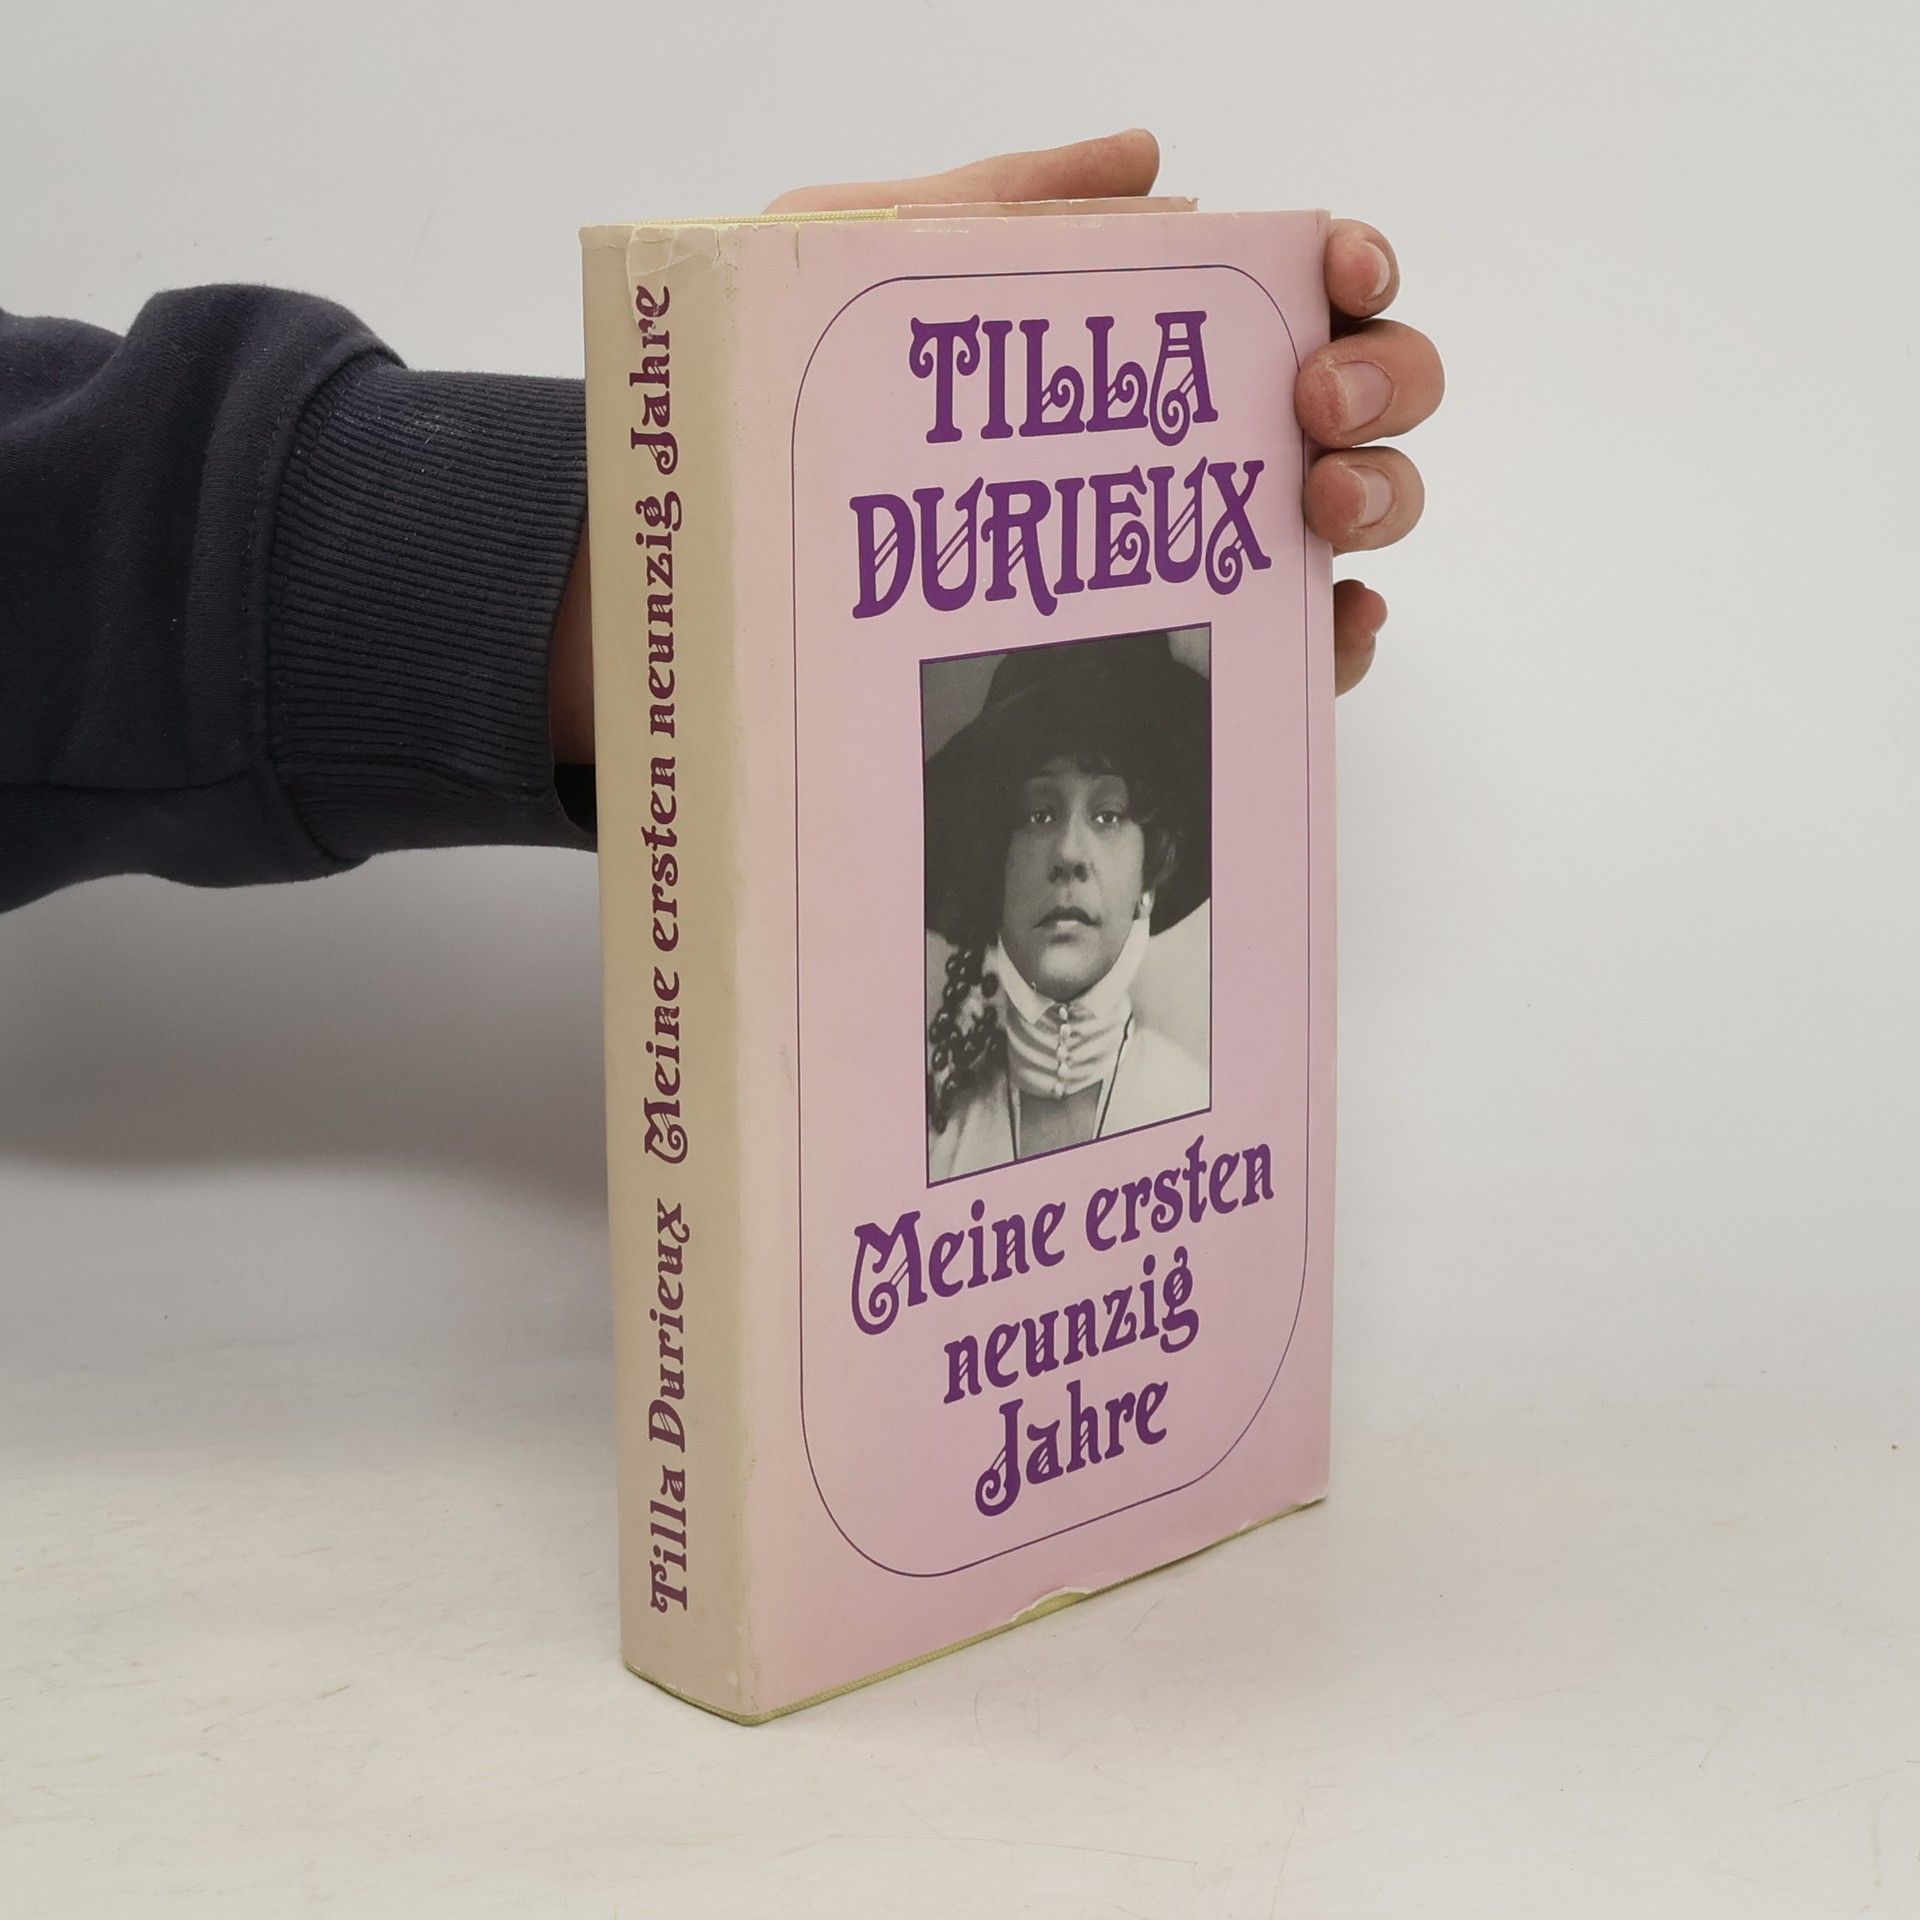 Tilla Durieux Meine ersten neunzig Jahre
TILLA
DURIEUX
Meine ersten
neunzig
Jahre